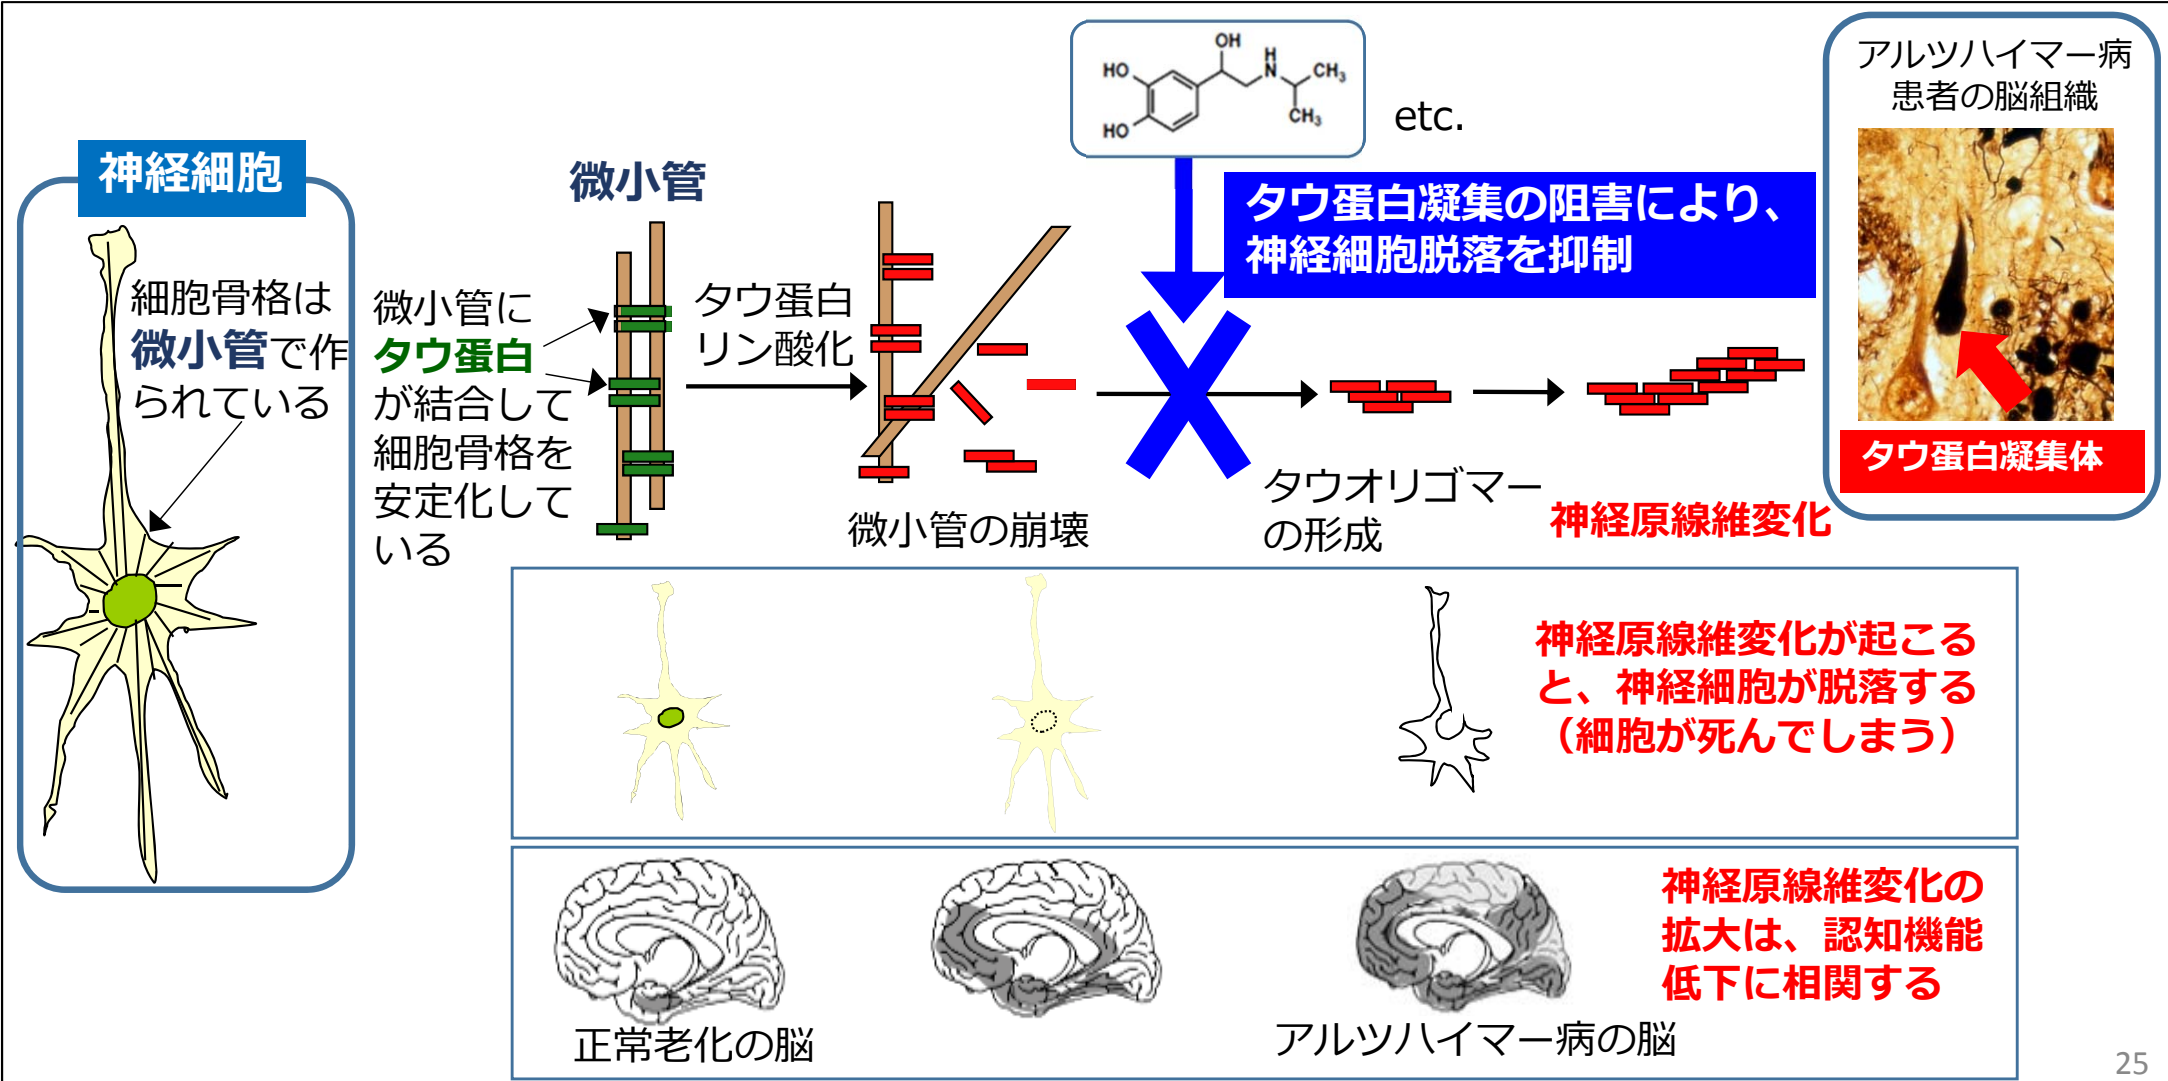 神経細胞
細胞骨格は
微小管で作
られている
微小管
微小管に
タウ蛋白
が結合して
細胞骨格を
安定化して
いる
タウ蛋白
リン酸化
微小管の崩壊
OH
H
N
HO
CH₃
HO
CH₃
etc.
タウ蛋白凝集の阻害により、
神経細胞脱落を抑制
タウオリゴマー
の形成
神経原線維変化
アルツハイマー病
患者の脳組織
タウ蛋白凝集体
神経原線維変化が起こる
と、神経細胞が脱落する
（細胞が死んでしまう）
神経原線維変化の
拡大は、認知機能
低下に相関する
正常老化の脳
アルツハイマー病の脳
25